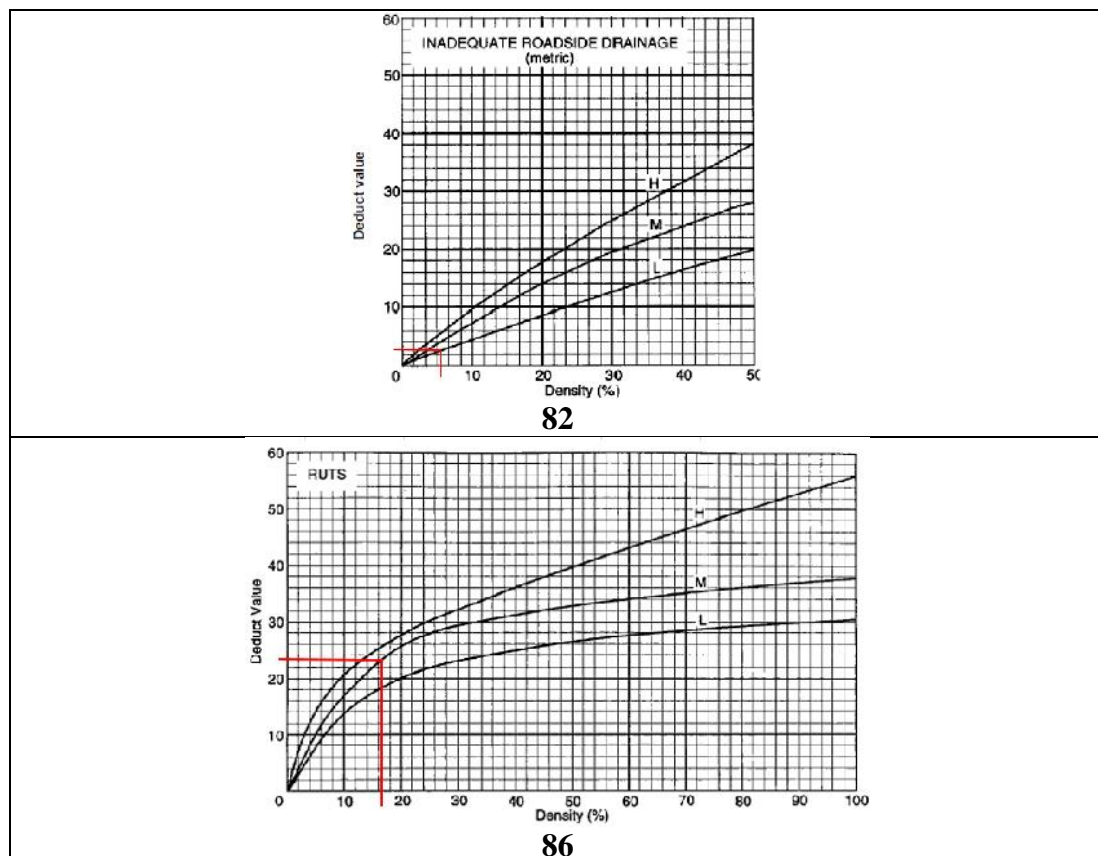 60
INADEQUATE ROADSIDE DRAINAGE
(metric)
50
40
Deduct value
H
30
M
20
L
10
0 10 20 30 40 50
Density (%)
82
60
RUTS
50
H
40
Deduct Value
M
30
L
20
10
0 10 20 30 40 50 60 70 80 90 100
Density (%)
86